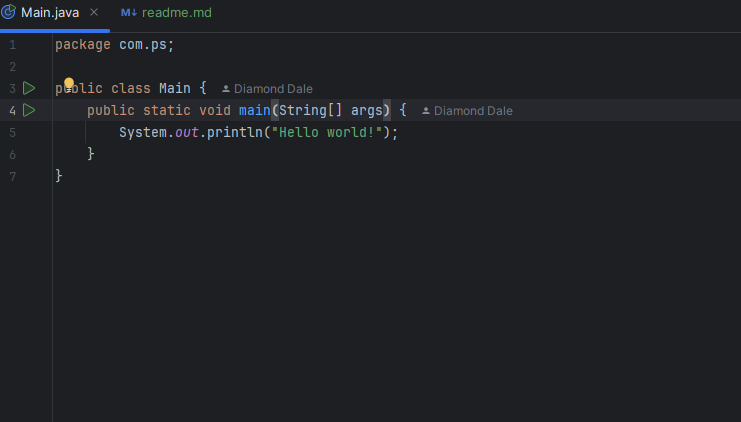 Main.java
M↓ readme.md
1 package com.ps;
2
3 public class Main { Diamond Dale
4 public static void main(String[] args) { Diamond Dale
5 System.out.println("Hello world!");
6 }
7 }